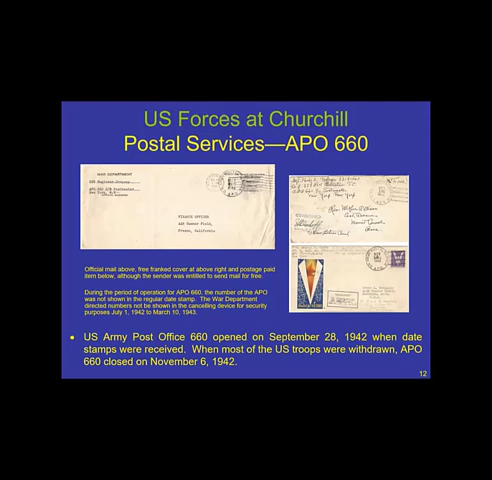 US Forces at Churchill
Postal Services—APO 660
WAR DEPARTMENT
FINANCE OFFICER
Fresno, California
New York, New York
Official mail above, free franked cover at above right and postage paid
item below, although the sender was entitled to send mail for free.
During the period of operation for APO 660, the number of the APO
was not shown in the regular date stamp. The War Department
directed numbers not be shown in the cancelling device for security
purposes July 1, 1942 to March 10, 1943.
• US Army Post Office 660 opened on September 28, 1942 when date
stamps were received. When most of the US troops were withdrawn, APO
660 closed on November 6, 1942.
12